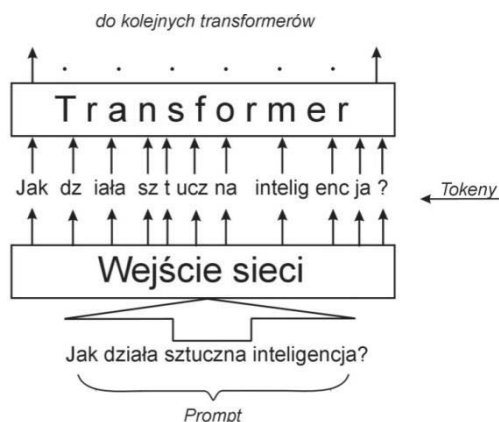 do kolejnych transformerów
Transformer
Jak dz iała sz t ucz na intelig enc ja ?
Tokeny
Wejście sieci
Jak działa sztuczna inteligencja?
Prompt